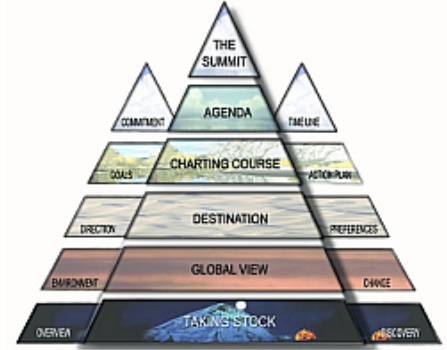 THE
SUMMIT
COMMITMENT
AGENDA
TIME LINE
GOALS
CHARTING COURSE
ACTION PLAN
DIRECTION
DESTINATION
PREFERENCES
ENVIRONMENT
GLOBAL VIEW
CHANGE
OVERVIEW
TAKING STOCK
DISCOVERY